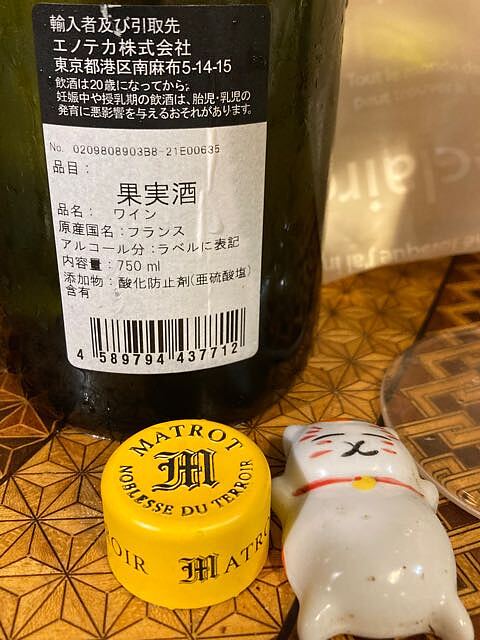 輸入者及び引取先
エノテカ株式会社
東京都港区南麻布5-14-15
飲酒は20歳になってから。
妊娠中や授乳期の飲酒は、胎児・乳児の
発育に悪影響を与えるおそれがあります。
No. 0209808903B8-21E00635
品目：
果実酒
品名： ワイン
原産国名：フランス
アルコール分：ラベルに表記
内容量：750 ml
添加物：酸化防止剤(亜硫酸塩)
含有
4 589794 437712
MATROT
M
NOBLESSE DU TERROIR
OIR M MATRO
clair